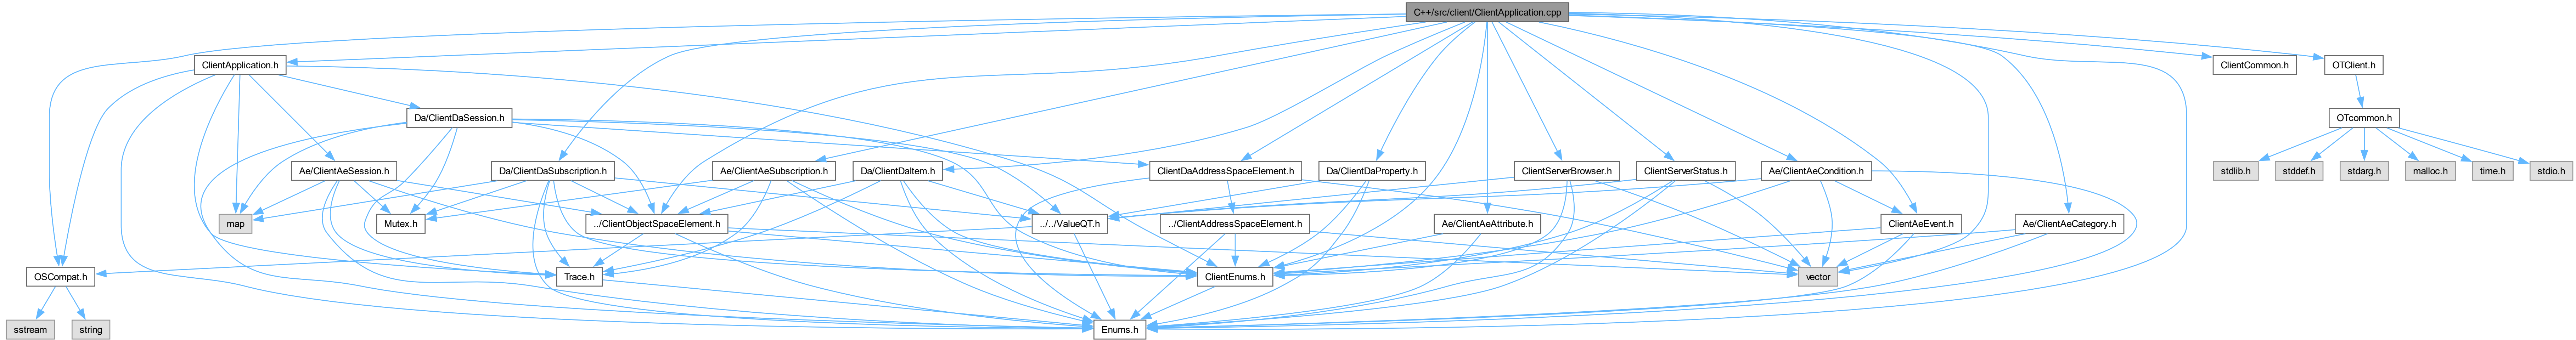 C++/src/client/ClientApplication.cpp
ClientApplication.h
ClientCommon.h
OTClient.h
Da/ClientDaSession.h
OTcommon.h
Ae/ClientAeSession.h
Da/ClientDaSubscription.h
Ae/ClientAeSubscription.h
Da/ClientDaItem.h
ClientDaAddressSpaceElement.h
Da/ClientDaProperty.h
ClientServerBrowser.h
ClientServerStatus.h
Ae/ClientAeCondition.h
stdlib.h
stddef.h
stdarg.h
malloc.h
time.h
stdio.h
map
Mutex.h
../ClientObjectSpaceElement.h
../../ValueQT.h
../ClientAddressSpaceElement.h
Ae/ClientAeAttribute.h
ClientAeEvent.h
Ae/ClientAeCategory.h
OSCompat.h
Trace.h
ClientEnums.h
vector
sstream
string
Enums.h